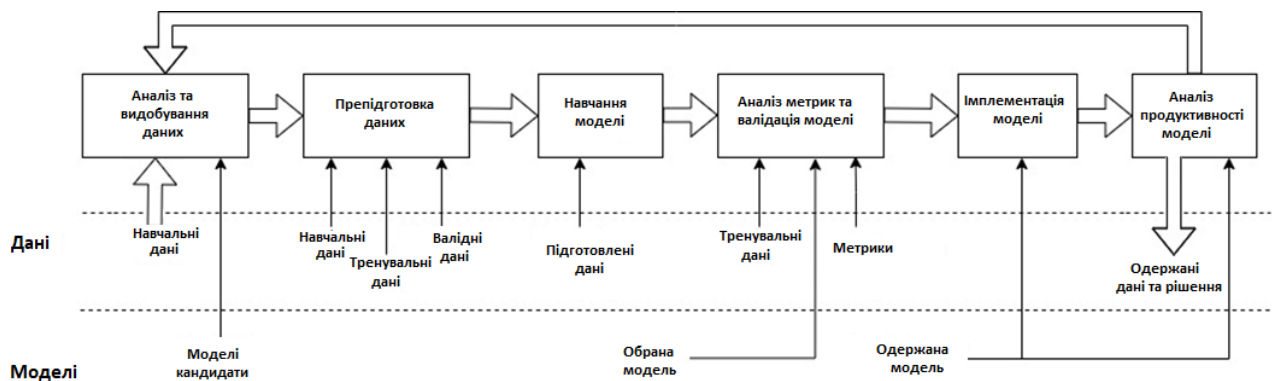 Аналіз та
видобування
даних
Препідготовка
даних
Навчання
моделі
Аналіз метрик та
валідація моделі
Імплементація
моделі
Аналіз
продуктивності
моделі
Дані
Навчальні
дані
Навчальні
дані
Тренувальні
дані
Валідні
дані
Підготовлені
дані
Тренувальні
дані
Метрики
Одержані
дані та рішення
Моделі
Моделі
кандидати
Обрана
модель
Одержана
модель